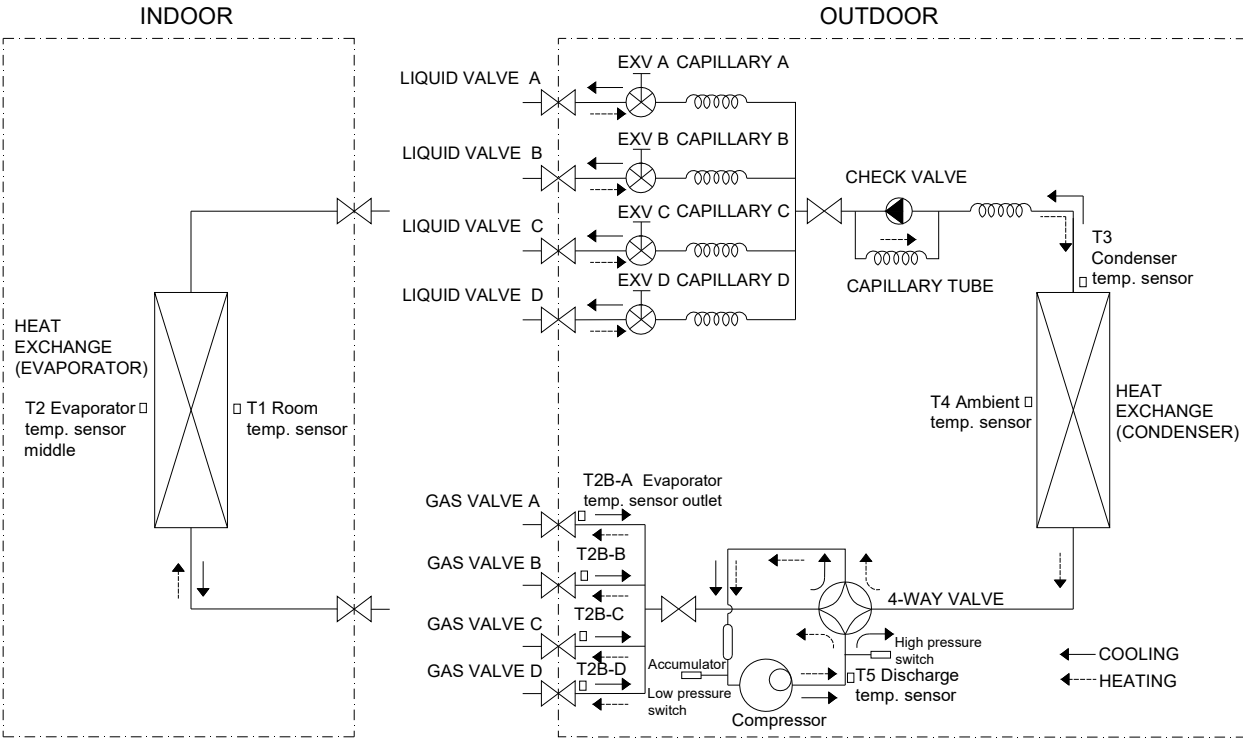 INDOOR
OUTDOOR
LIQUID VALVE A
EXV A CAPILLARY A
LIQUID VALVE B
EXV B CAPILLARY B
LIQUID VALVE C
EXV C CAPILLARY C
LIQUID VALVE D
EXV D CAPILLARY D
CHECK VALVE
CAPILLARY TUBE
T3
Condenser
temp. sensor
HEAT
EXCHANGE
(EVAPORATOR)
T2 Evaporator
temp. sensor
middle
T1 Room
temp. sensor
T4 Ambient
temp. sensor
HEAT
EXCHANGE
(CONDENSER)
GAS VALVE A
T2B-A Evaporator
temp. sensor outlet
GAS VALVE B
T2B-B
GAS VALVE C
T2B-C
GAS VALVE D
T2B-D
4-WAY VALVE
High pressure
switch
Accumulator
Low pressure
switch
T5 Discharge
temp. sensor
Compressor
COOLING
HEATING